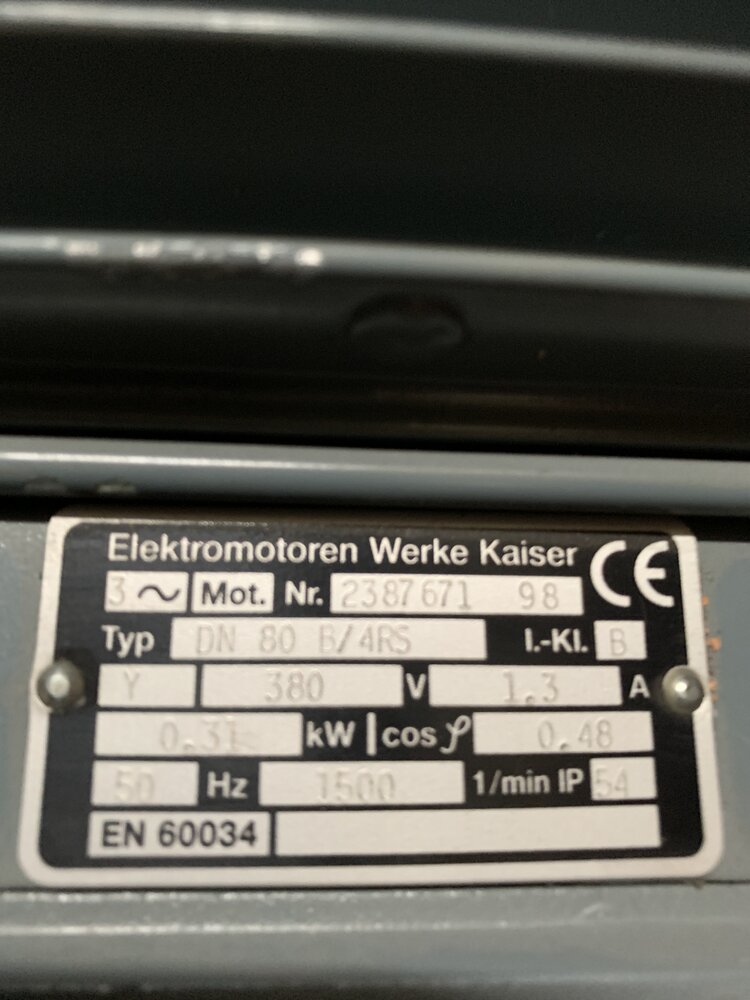 Elektromotoren Werke Kaiser CE
3 ~ Mot. Nr. 2387671 98
Typ DN 80 B/4RS I.-Kl. B
Y 380 V 1.3 A
0.31 kW cos φ 0.48
50 Hz 1500 1/min IP 54
EN 60034